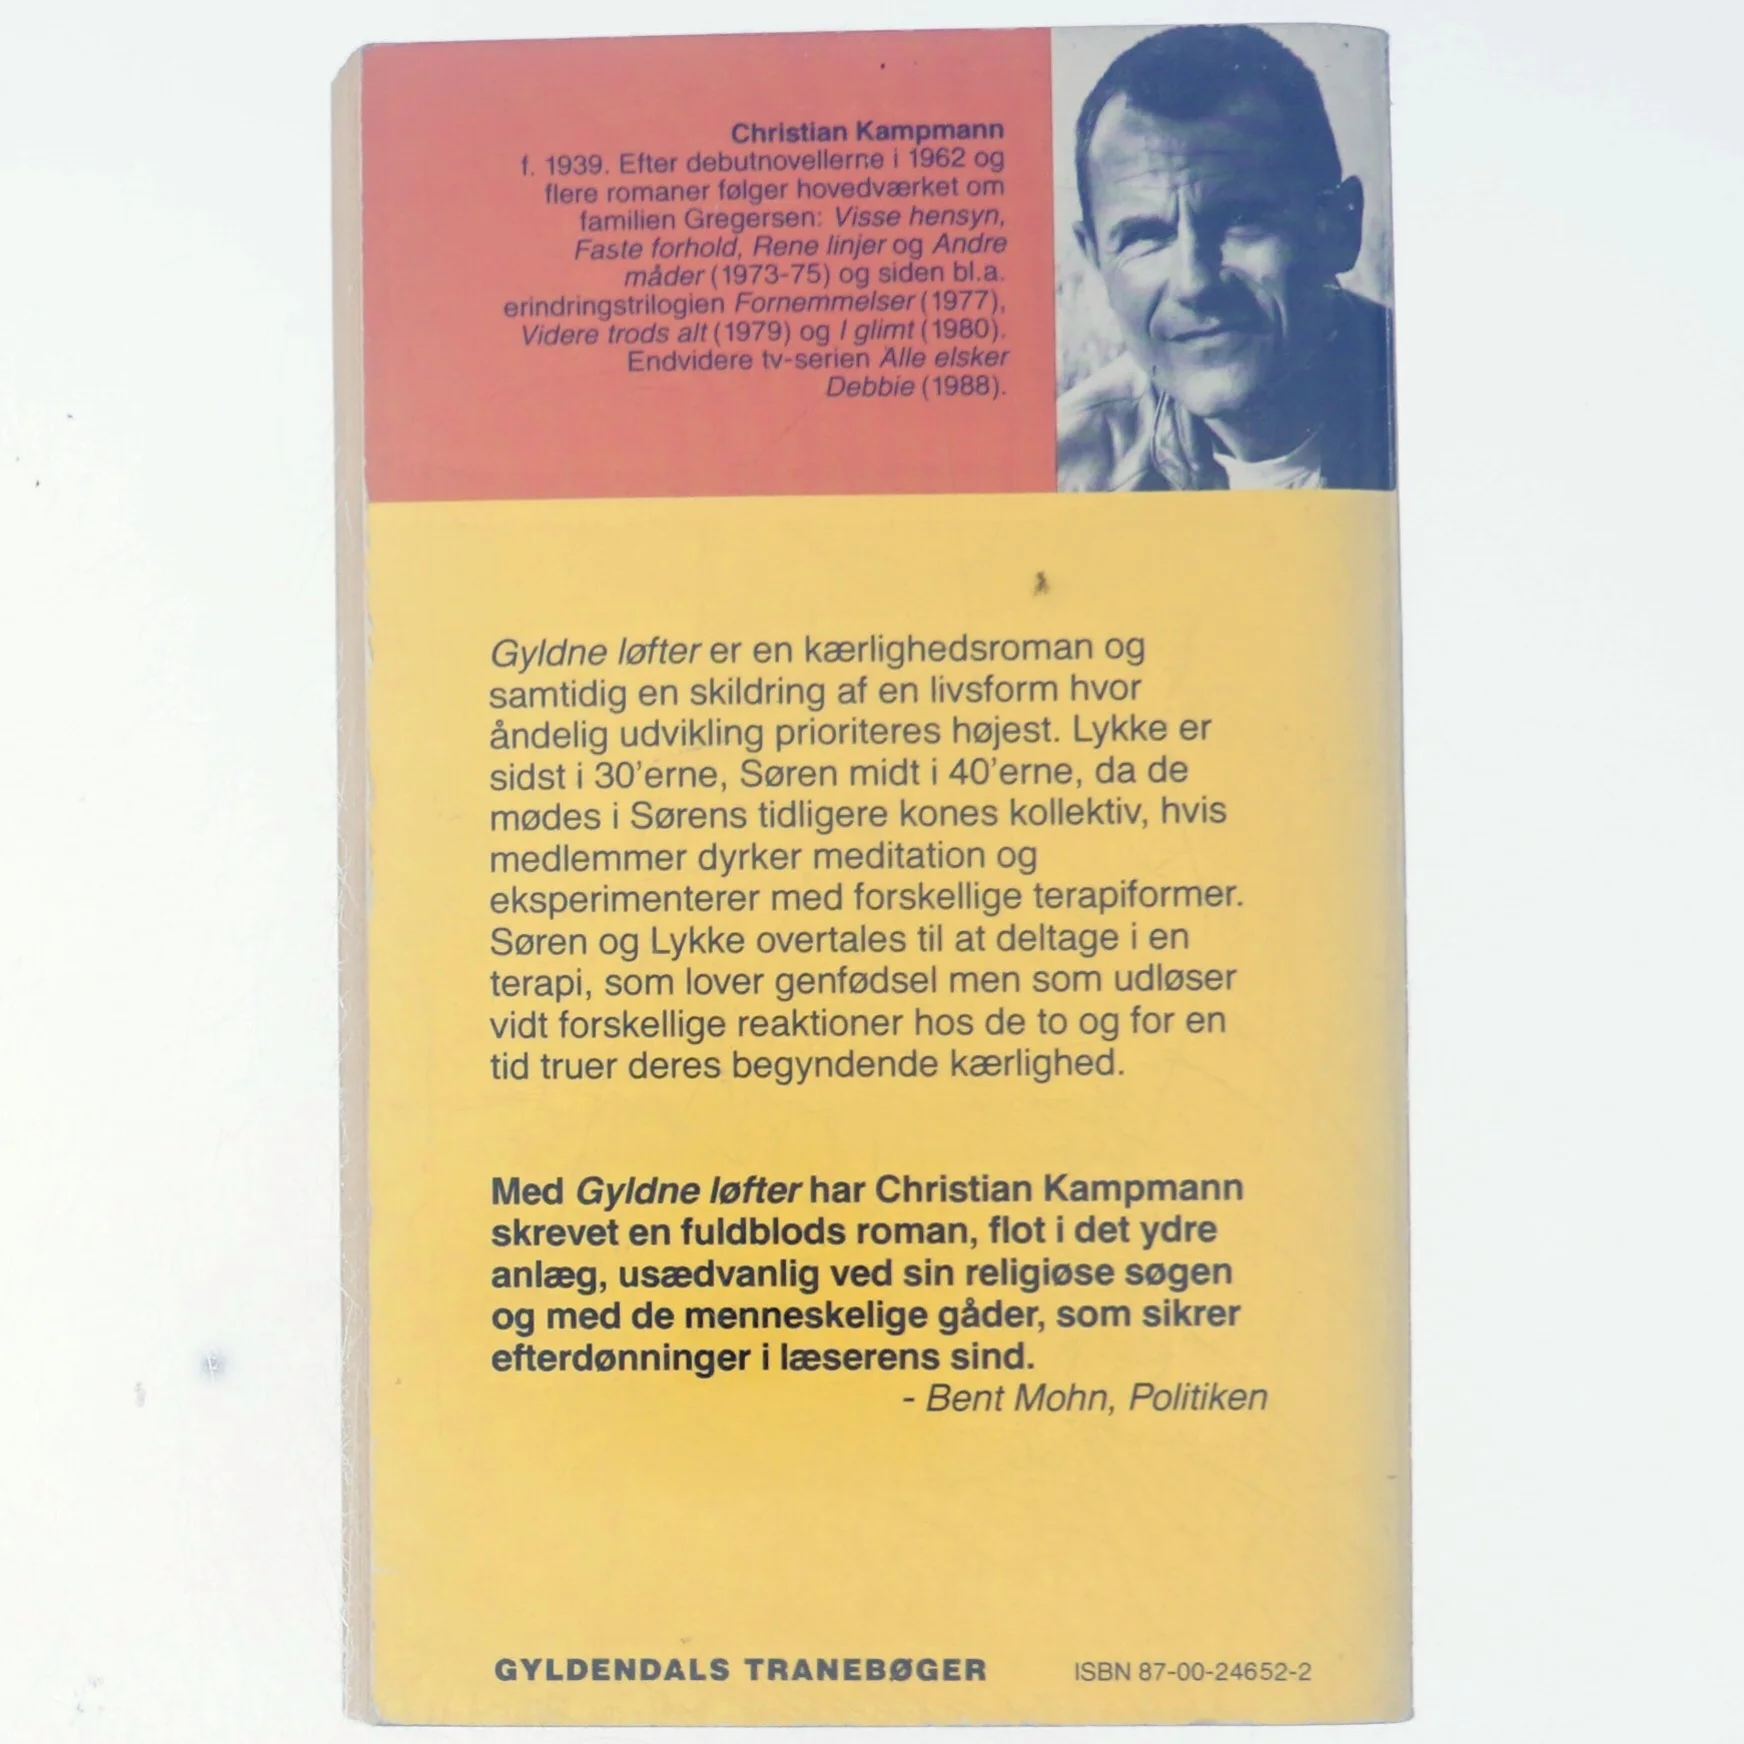 Christian Kampmann
f. 1939. Efter debutnovellerne i 1962 og
flere romaner følger hovedværket om
familien Gregersen: Visse hensyn,
Faste forhold, Rene linjer og Andre
måder (1973-75) og siden bl.a.
erindringstrilogien Fornemmelser (1977),
Videre trods alt (1979) og I glimt (1980).
Endvidere tv-serien Alle elsker
Debbie (1988).
Gyldne løfter er en kærlighedsroman og
samtidig en skildring af en livsform hvor
åndelig udvikling prioriteres højest. Lykke er
sidst i 30'erne, Søren midt i 40'erne, da de
mødes i Sørens tidligere kones kollektiv, hvis
medlemmer dyrker meditation og
eksperimenterer med forskellige terapiformer.
Søren og Lykke overtales til at deltage i en
terapi, som lover genfødsel men som udløser
vidt forskellige reaktioner hos de to og for en
tid truer deres begyndende kærlighed.
Med Gyldne løfter har Christian Kampmann
skrevet en fuldblods roman, flot i det ydre
anlæg, usædvanlig ved sin religiøse søgen
og med de menneskelige gåder, som sikrer
efterdønninger i læserens sind.
- Bent Mohn, Politiken
GYLDENDALS TRANEBØGER
ISBN 87-00-24652-2